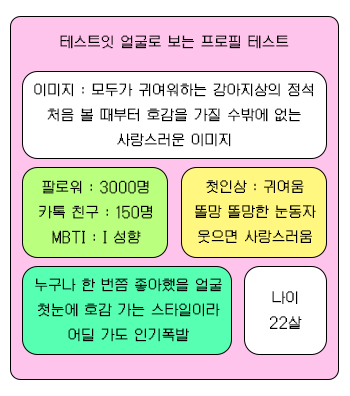 테스트잇 얼굴로 보는 프로필 테스트
이미지 : 모두가 귀여워하는 강아지상의 정석
처음 볼 때부터 호감을 가질 수밖에 없는
사랑스러운 이미지
팔로워 : 3000명
카톡 친구 : 150명
MBTI : I 성향
첫인상 : 귀여움
똘망 똘망한 눈동자
웃으면 사랑스러움
누구나 한 번쯤 좋아했을 얼굴
첫눈에 호감 가는 스타일이라
어딜 가도 인기폭발
나이
22살